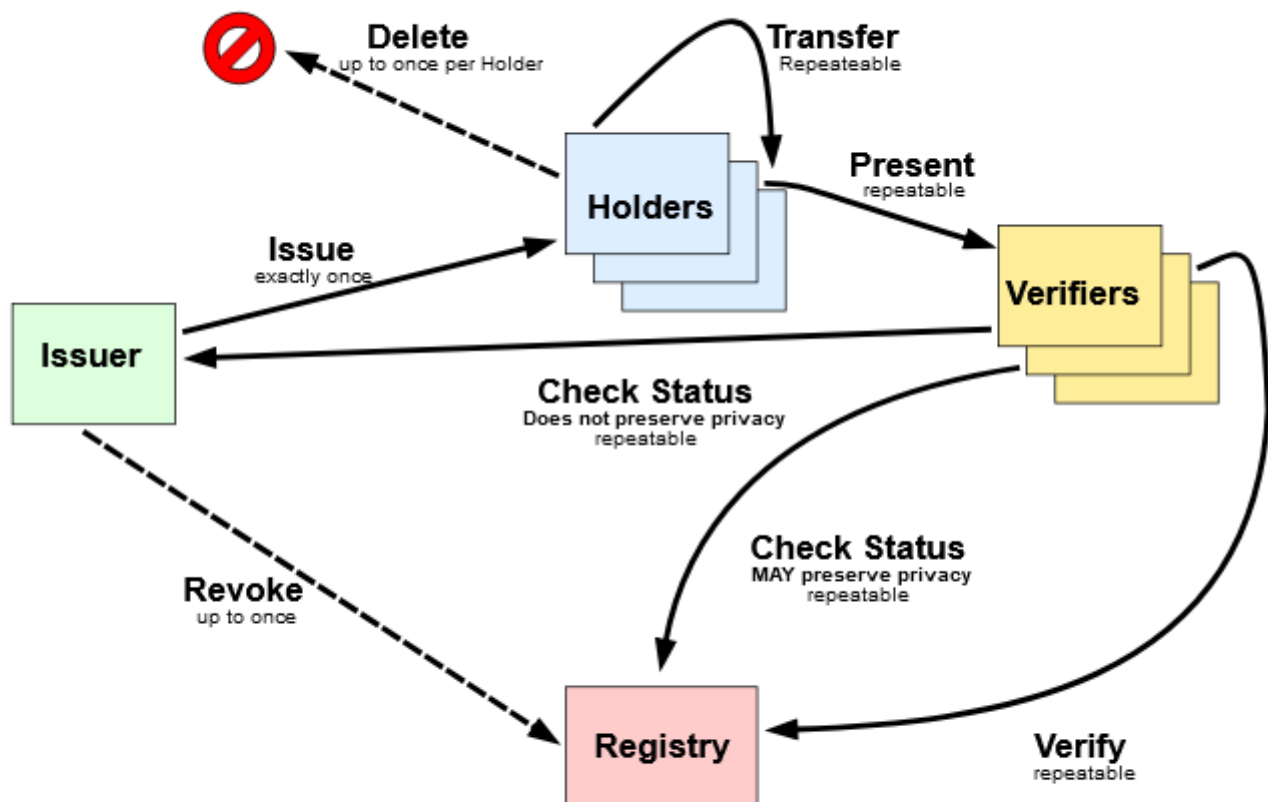 Delete
up to once per Holder
Transfer
Repeateable
Present
repeatable
Holders
Issue
exactly once
Verifiers
Issuer
Check Status
Does not preserve privacy
repeatable
Check Status
MAY preserve privacy
repeatable
Revoke
up to once
Registry
Verify
repeatable